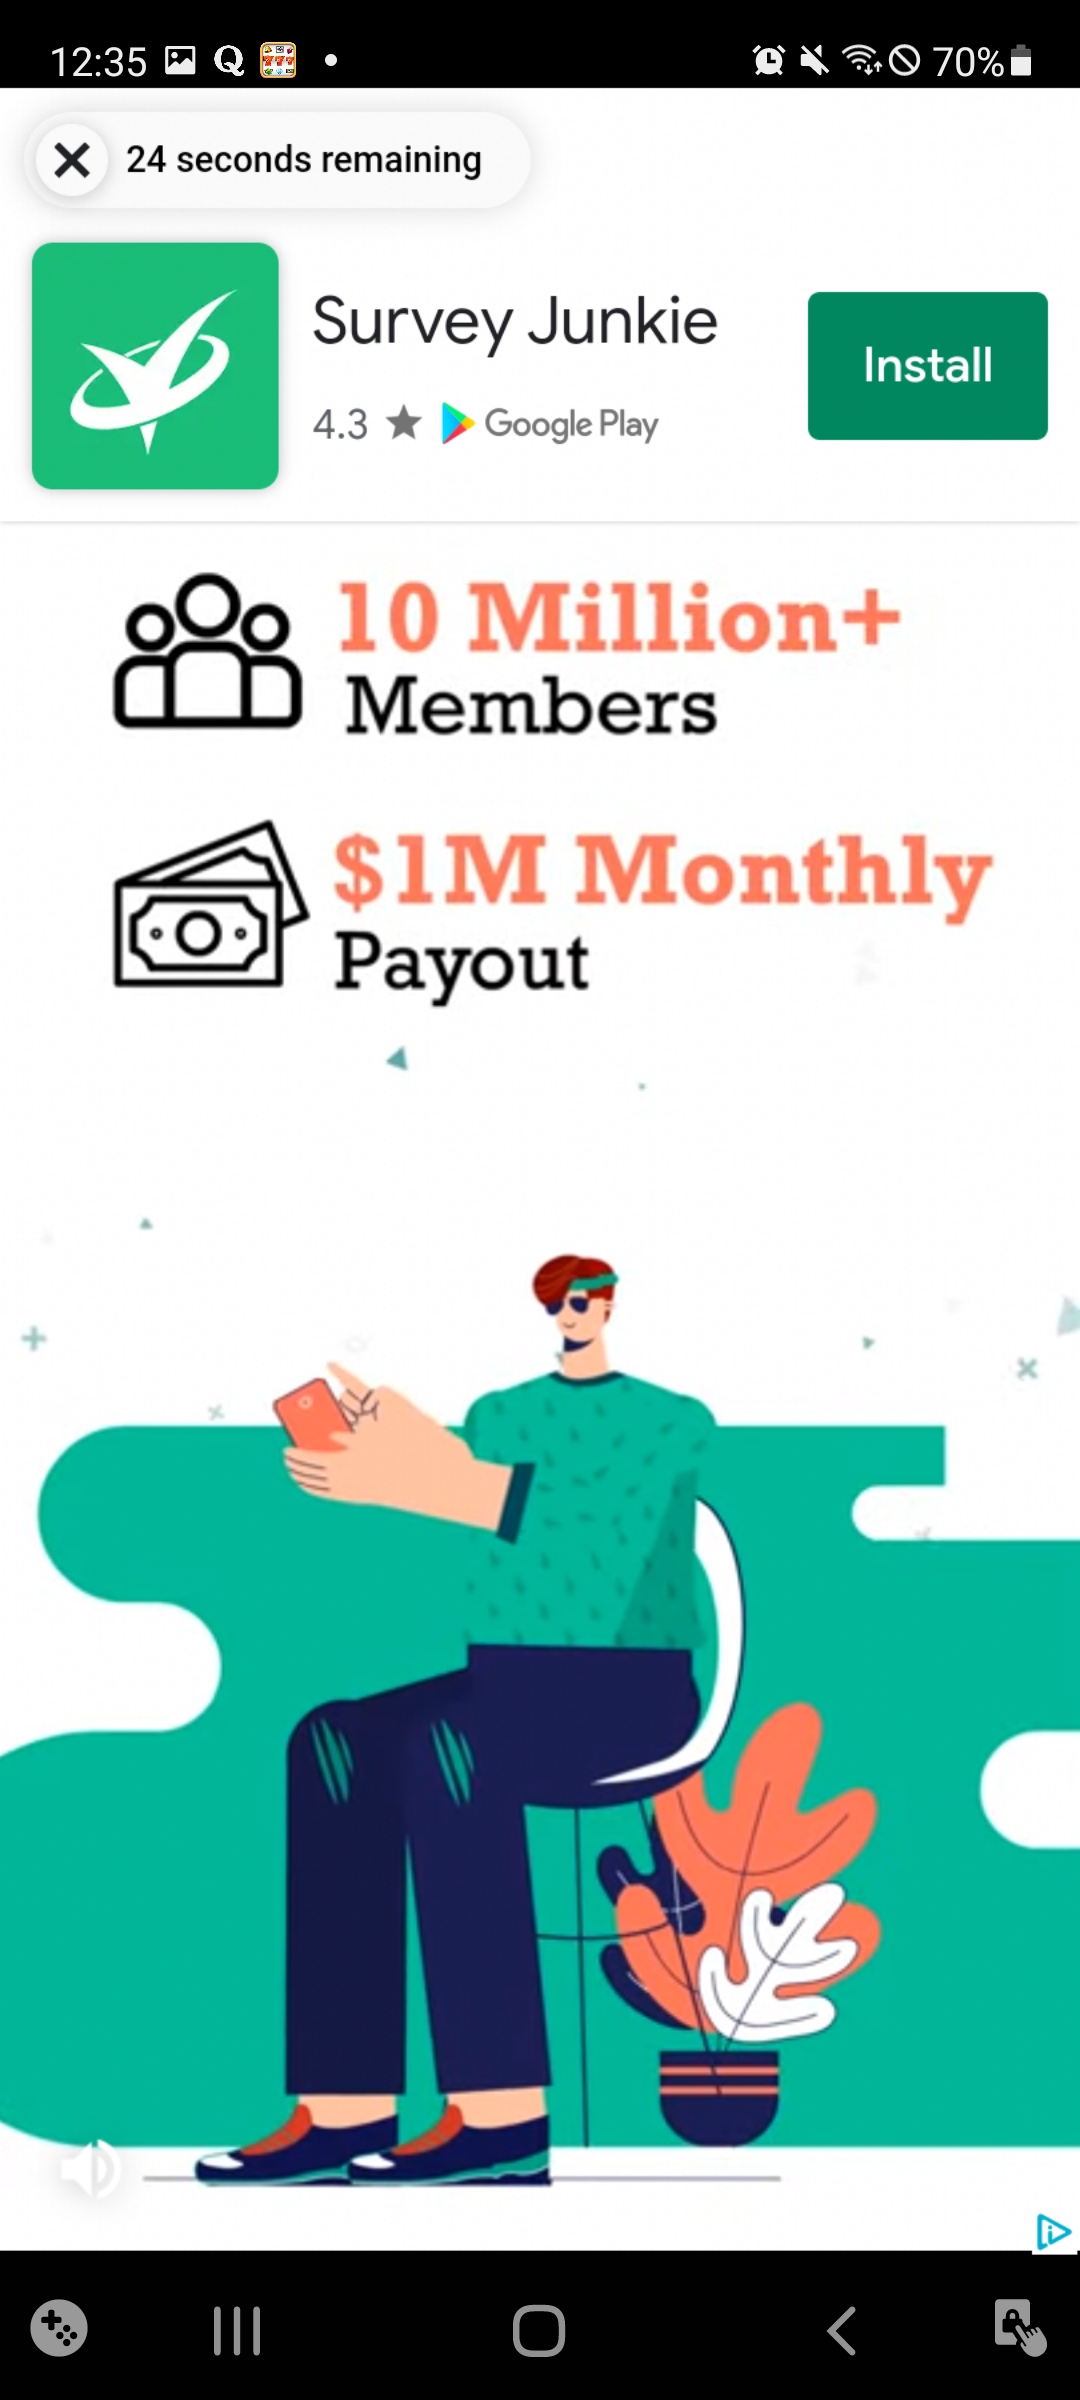 12:35 Q 777 70%
24 seconds remaining
Survey Junkie
4.3 ★ Google Play
Install
10 Million+
Members
$1M Monthly
Payout